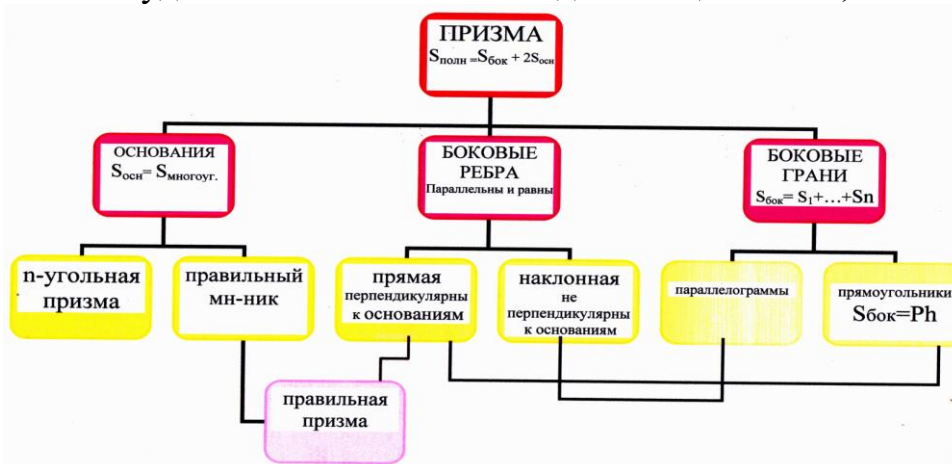 ПРИЗМА
Sполн =Sбок + 2Sосн
ОСНОВАНИЯ
Sосн= Sмногоуг.
БОКОВЫЕ
РЕБРА
Параллельны и равны
БОКОВЫЕ
ГРАНИ
Sбок= S1+…+Sn
n-угольная
призма
правильный
мн-ник
прямая
перпендикулярны
к основаниям
наклонная
не
перпендикулярны
к основаниям
параллелограммы
прямоугольники
Sбок=Ph
правильная
призма